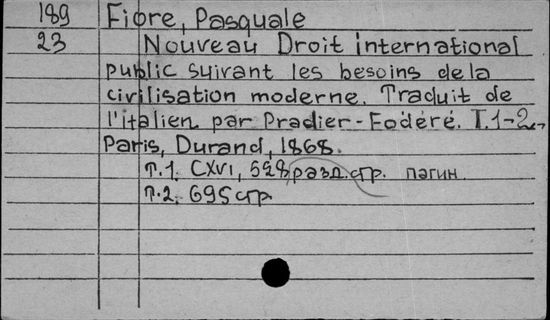 189 Fiore, Pasquale
23 Nouveau Droit international
public suivant les besoins de la
civilisation moderne. Traduit de
l'italien par Pradier-Fodéré. T.1-2.
Paris, Durand, 1868.
т.1. CXVI, 528 разд. стр. пагин.
т.2. 695 стр.